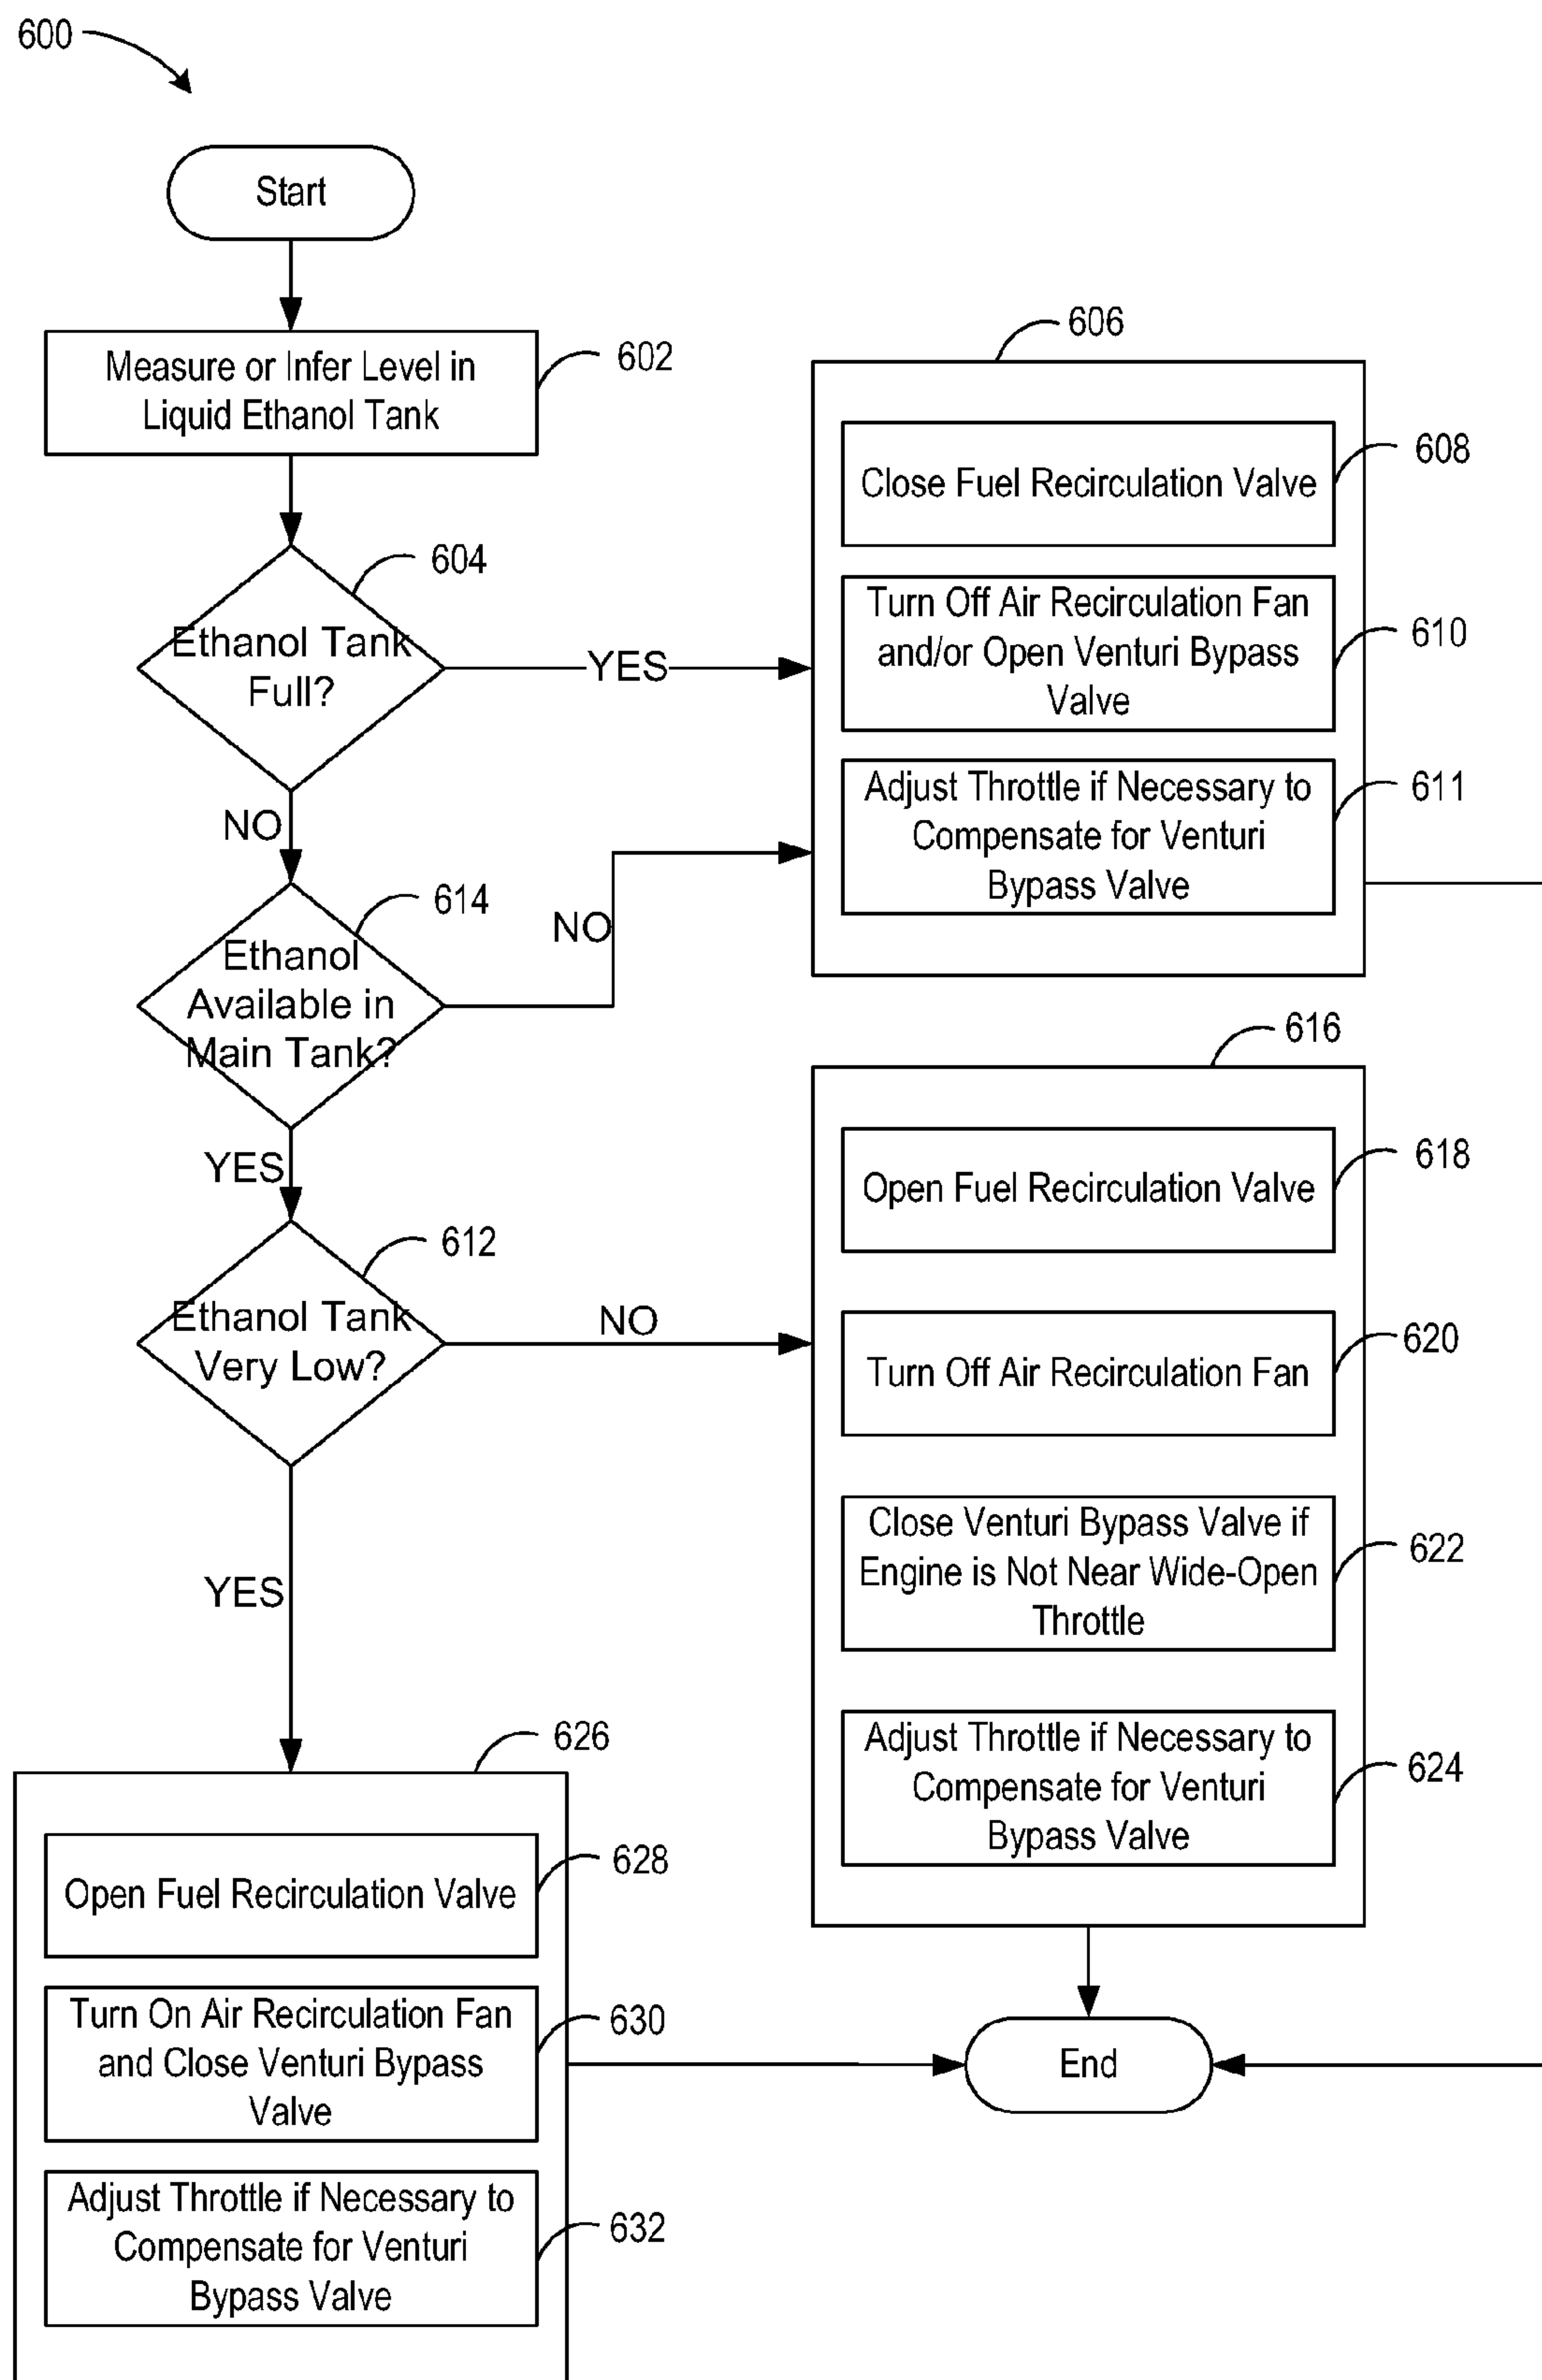 600
Start
Measure or Infer Level in
Liquid Ethanol Tank
602
604
Ethanol Tank
Full?
YES
NO
606
Close Fuel Recirculation Valve
608
Turn Off Air Recirculation Fan
and/or Open Venturi Bypass
Valve
610
Adjust Throttle if Necessary to
Compensate for Venturi
Bypass Valve
611
614
Ethanol
Available in
Main Tank?
NO
YES
612
Ethanol Tank
Very Low?
NO
YES
616
Open Fuel Recirculation Valve
618
Turn Off Air Recirculation Fan
620
Close Venturi Bypass Valve if
Engine is Not Near Wide-Open
Throttle
622
Adjust Throttle if Necessary to
Compensate for Venturi
Bypass Valve
624
626
Open Fuel Recirculation Valve
628
Turn On Air Recirculation Fan
and Close Venturi Bypass
Valve
630
Adjust Throttle if Necessary to
Compensate for Venturi
Bypass Valve
632
End